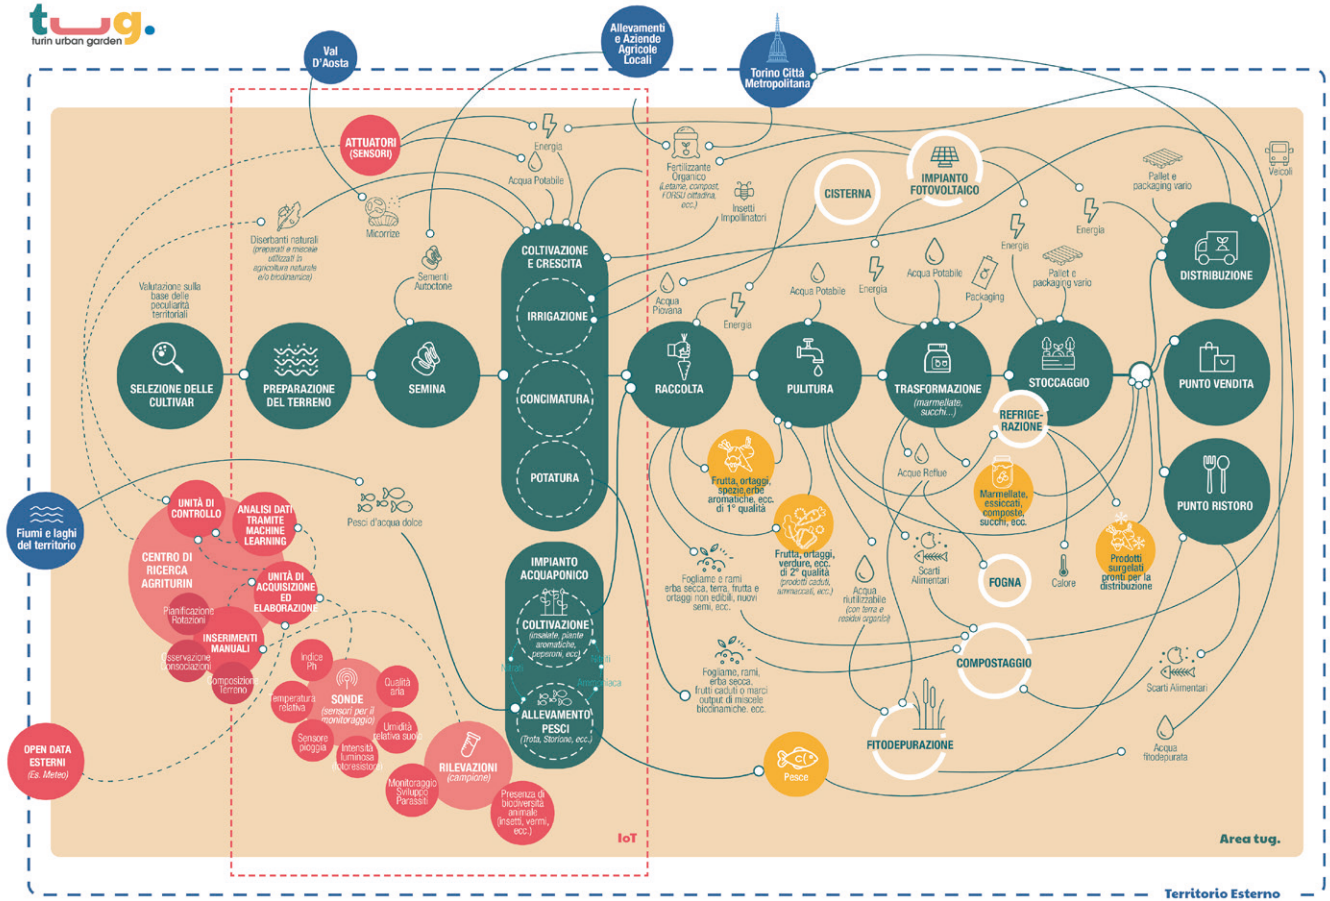 tug.
turin urban garden
Val
D'Aosta
Allevamenti
e Aziende
Agricole
Locali
Torino Città
Metropolitana
ATTUATORI
(SENSORI)
Energia
Acqua Potabile
Micorrize
Diserbanti naturali
(preparati e macale
utilizzati in
agricoltura naturale
e/o biodinamica)
Sementi
Autoctone
Valutazione sulla
base delle
peculiarità
territoriali
Fertilizzante
Organico
(Letame, compost,
FORSU cittadina,
ecc.)
Insetti
Impollinatori
CISTERNA
IMPIANTO
FOTOVOLTAICO
Pallet e
packaging vario
Veicoli
Energia
Energia
Acqua
Piovana
Energia
Acqua Potabile
Energia
Acqua Potabile
Packaging
Pallet e
packaging vario
SELEZIONE DELLE
CULTIVAR
PREPARAZIONE
DEL TERRENO
SEMINA
COLTIVAZIONE
E CRESCITA
IRRIGAZIONE
CONCIMATURA
POTATURA
RACCOLTA
PULITURA
TRASFORMAZIONE
(marmellate,
succhi...)
STOCCAGGIO
REFRIGE-
RAZIONE
DISTRIBUZIONE
PUNTO VENDITA
PUNTO RISTORO
Frutta, ortaggi,
spezie,erbe
aromatiche, ecc.
di 1° qualità
Frutta, ortaggi,
verdure, ecc.
di 2° qualità
(prodotti caduti,
ammaccati, ecc.)
Acque Reflue
Marmellate,
essiccati,
composte,
succhi, ecc.
Prodotti
surgelati
pronti per la
distribuzione
Calore
Scarti
Alimentari
FOGNA
Acqua
riutilizzabile
(con terra e
residoi organici)
Fogliame e rami
erba secca, terra, frutta e
ortaggi non edibili, nuovi
semi, ecc.
Fogliame, rami,
erba secca,
frutti caduti o marci
output di miscele
biodinamiche. ecc.
COMPOSTAGGIO
FITODEPURAZIONE
Scarti Alimentari
Acqua
fitodepurata
Pesce
Fiumi e laghi
del territorio
Pesci d'acqua dolce
UNITÀ DI
CONTROLLO
ANALISI DATI
TRAMITE
MACHINE
LEARNING
CENTRO DI
RICERCA
AGRITURIN
UNITÀ DI
ACQUISIZIONE
ED
ELABORAZIONE
Pianificazione
Rotazioni
INSERIMENTI
MANUALI
Osservazione
Consociazioni
Composizione
Terreno
Indice
Ph
SONDE
(sensori per il
monitoraggio)
Qualità
aria
Temperatura
relativa
Umidità
relativa suolo
Sensore
pioggia
Intensità
luminosa
(fotoresistore)
RILEVAZIONI
(campione)
Monitoraggio
Sviluppo
Parassiti
Presenza di
biodiversità
animale
(insetti, vermi,
ecc.)
OPEN DATA
ESTERNI
(Es. Meteo)
IMPIANTO
ACQUAPONICO
COLTIVAZIONE
(insalate, piante
aromatiche,
peperoni, ecc.)
Ammoniaca
ALLEVAMENTO
PESCI
(Trota, Storione, ecc.)
IoT
Area tug.
Territorio Esterno